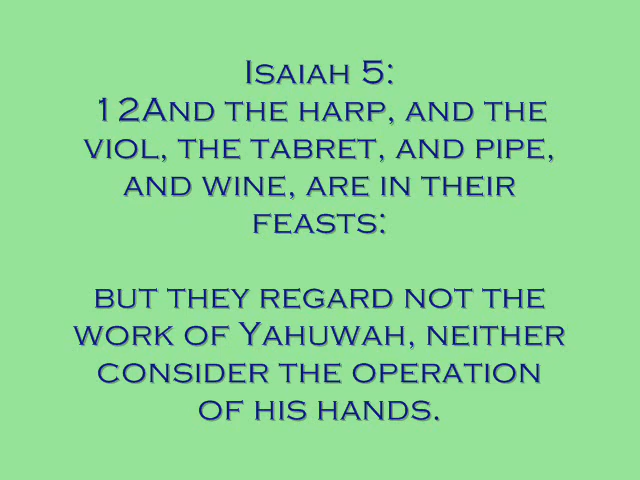 Isaiah 5:
12And the harp, and the
viol, the tabret, and pipe,
and wine, are in their
feasts:
but they regard not the
work of Yahuwah, neither
consider the operation
of his hands.